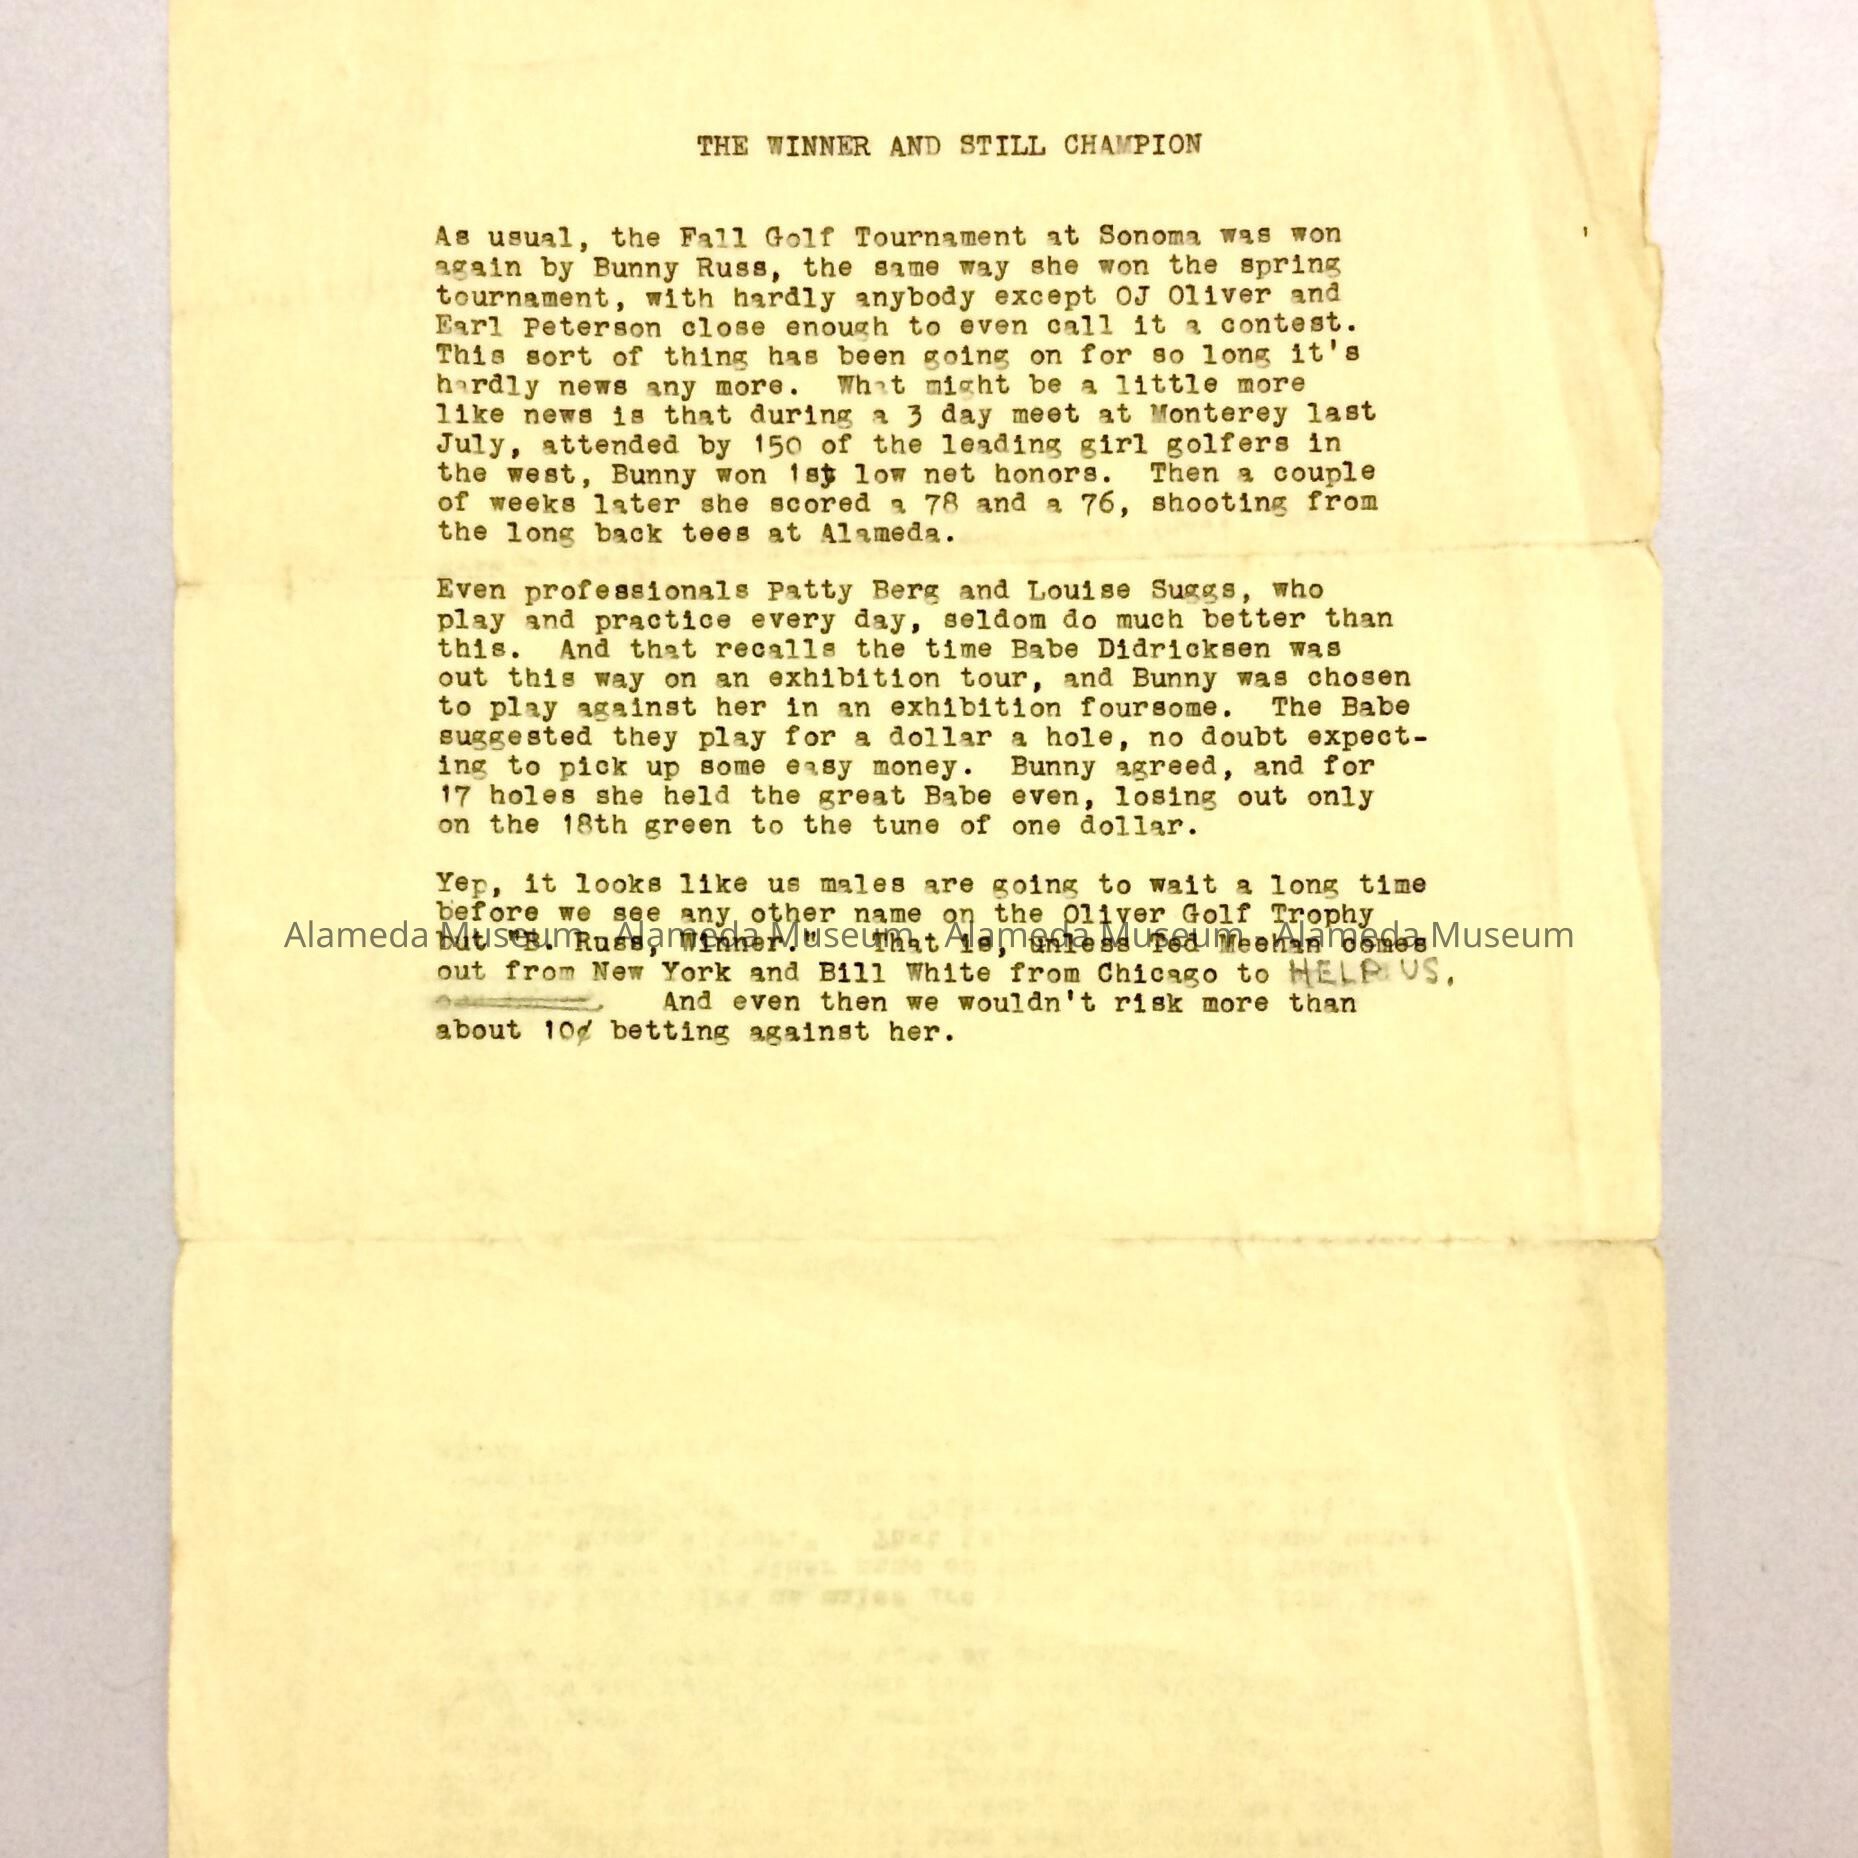 THE WINNER AND STILL CHAMPION
As usual, the Fall Golf Tournament at Sonoma was won
again by Bunny Russ, the same way she won the spring
tournament, with hardly anybody except OJ Oliver and
Earl Peterson close enough to even call it a contest.
This sort of thing has been going on for so long it's
hardly news any more. What might be a little more
like news is that during a 3 day meet at Monterey last
July, attended by 150 of the leading girl golfers in
the west, Bunny won 1st low net honors. Then a couple
of weeks later she scored a 78 and a 76, shooting from
the long back tees at Alameda.
Even professionals Patty Berg and Louise Suggs, who
play and practice every day, seldom do much better than
this. And that recalls the time Babe Didricksen was
out this way on an exhibition tour, and Bunny was chosen
to play against her in an exhibition foursome. The Babe
suggested they play for a dollar a hole, no doubt expect-
ing to pick up some easy money. Bunny agreed, and for
17 holes she held the great Babe even, losing out only
on the 18th green to the tune of one dollar.
Yep, it looks like us males are going to wait a long time
before we see any other name on the Oliver Golf Trophy
but "B. Russ, Winner." That is, unless Ted Meehan comes
Alameda Museum Alameda Museum Alameda Museum Alameda Museum
out from New York and Bill White from Chicago to HELP US.
And even then we wouldn't risk more than
about 10¢ betting against her.